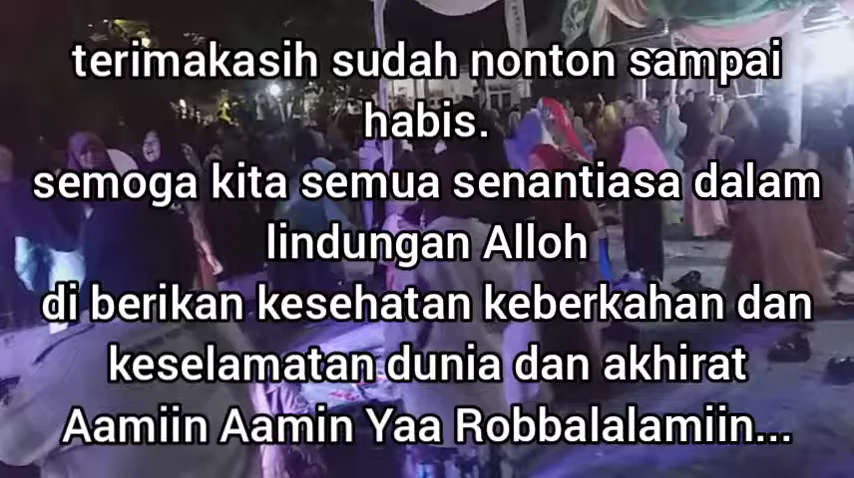 terimakasih sudah nonton sampai
habis.
semoga kita semua senantiasa dalam
lindungan Alloh
di berikan kesehatan keberkahan dan
keselamatan dunia dan akhirat
Aamiin Aamin Yaa Robbalalamiin...